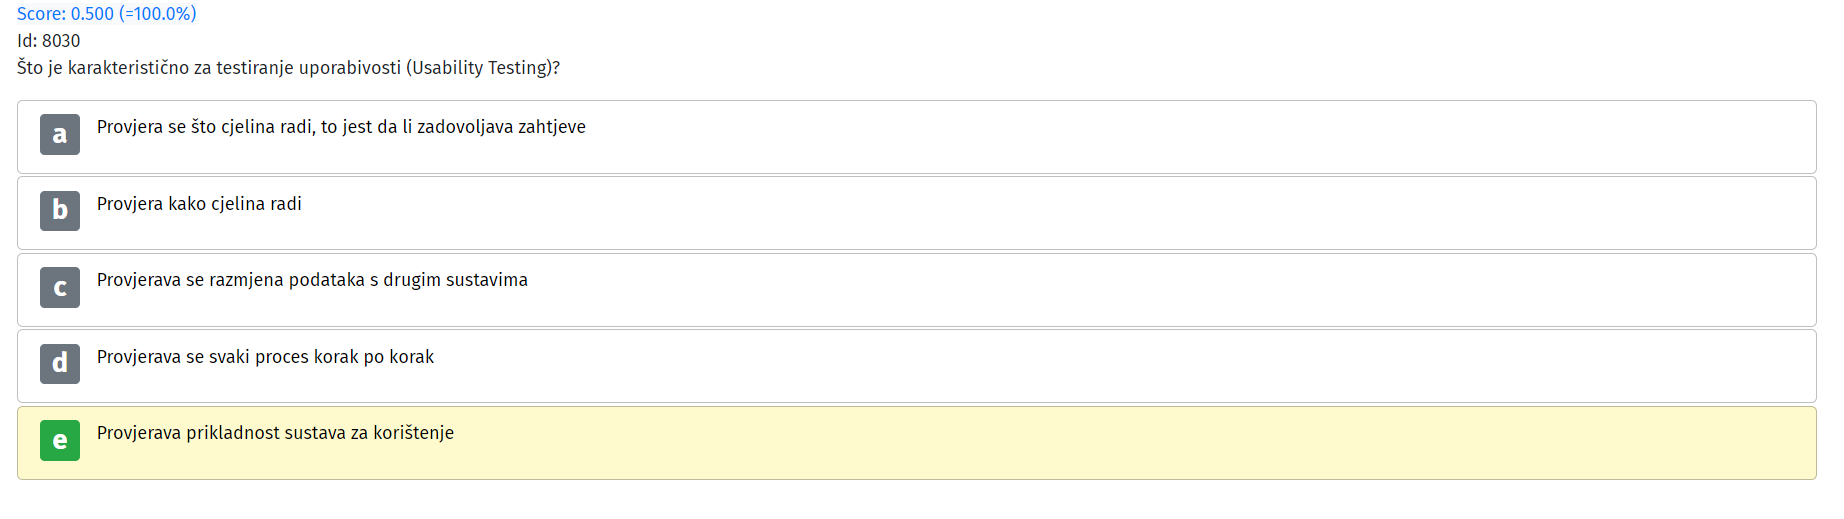 Score: 0.500 (=100.0%)
Id: 8030
Što je karakteristično za testiranje uporabivosti (Usability Testing)?
a Provjera se što cjelina radi, to jest da li zadovoljava zahtjeve
b Provjera kako cjelina radi
c Provjerava se razmjena podataka s drugim sustavima
d Provjerava se svaki proces korak po korak
e Provjerava prikladnost sustava za korištenje